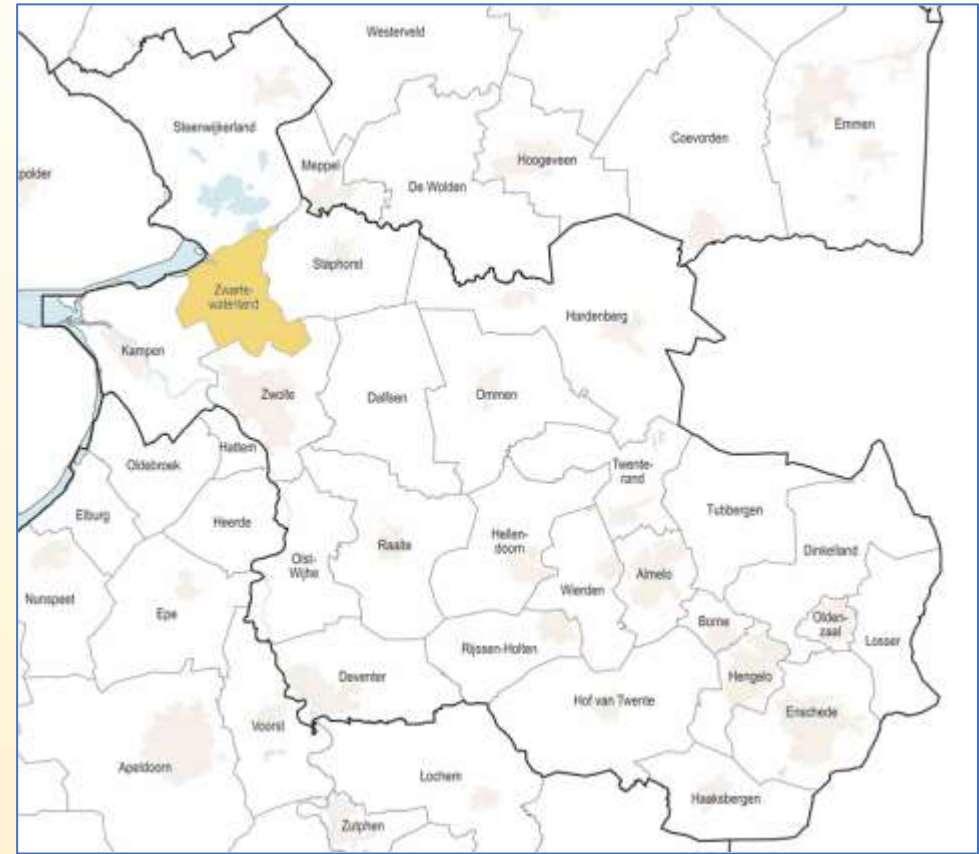 Westerveld
Steenwijkerland
Emmen
Coevorden
Meppel
Hoogeveen
polder
De Wolden
Staphorst
Zwarte-
waterland
Hardenberg
Kampen
Zwolle
Dalfsen
Ommen
Hattem
Oldebroek
Twente-
rand
Tubbergen
Elburg
Heerde
Hellen-
doorn
Raalte
Olst-
Wijhe
Dinkelland
Almelo
Wierden
Nunspeet
Epe
Borne
Olden-
zaal
Losser
Rijssen-Holten
Deventer
Hengelo
Hof van Twente
Enschede
Voorst
Apeldoorn
Lochem
Haaksbergen
Zutphen